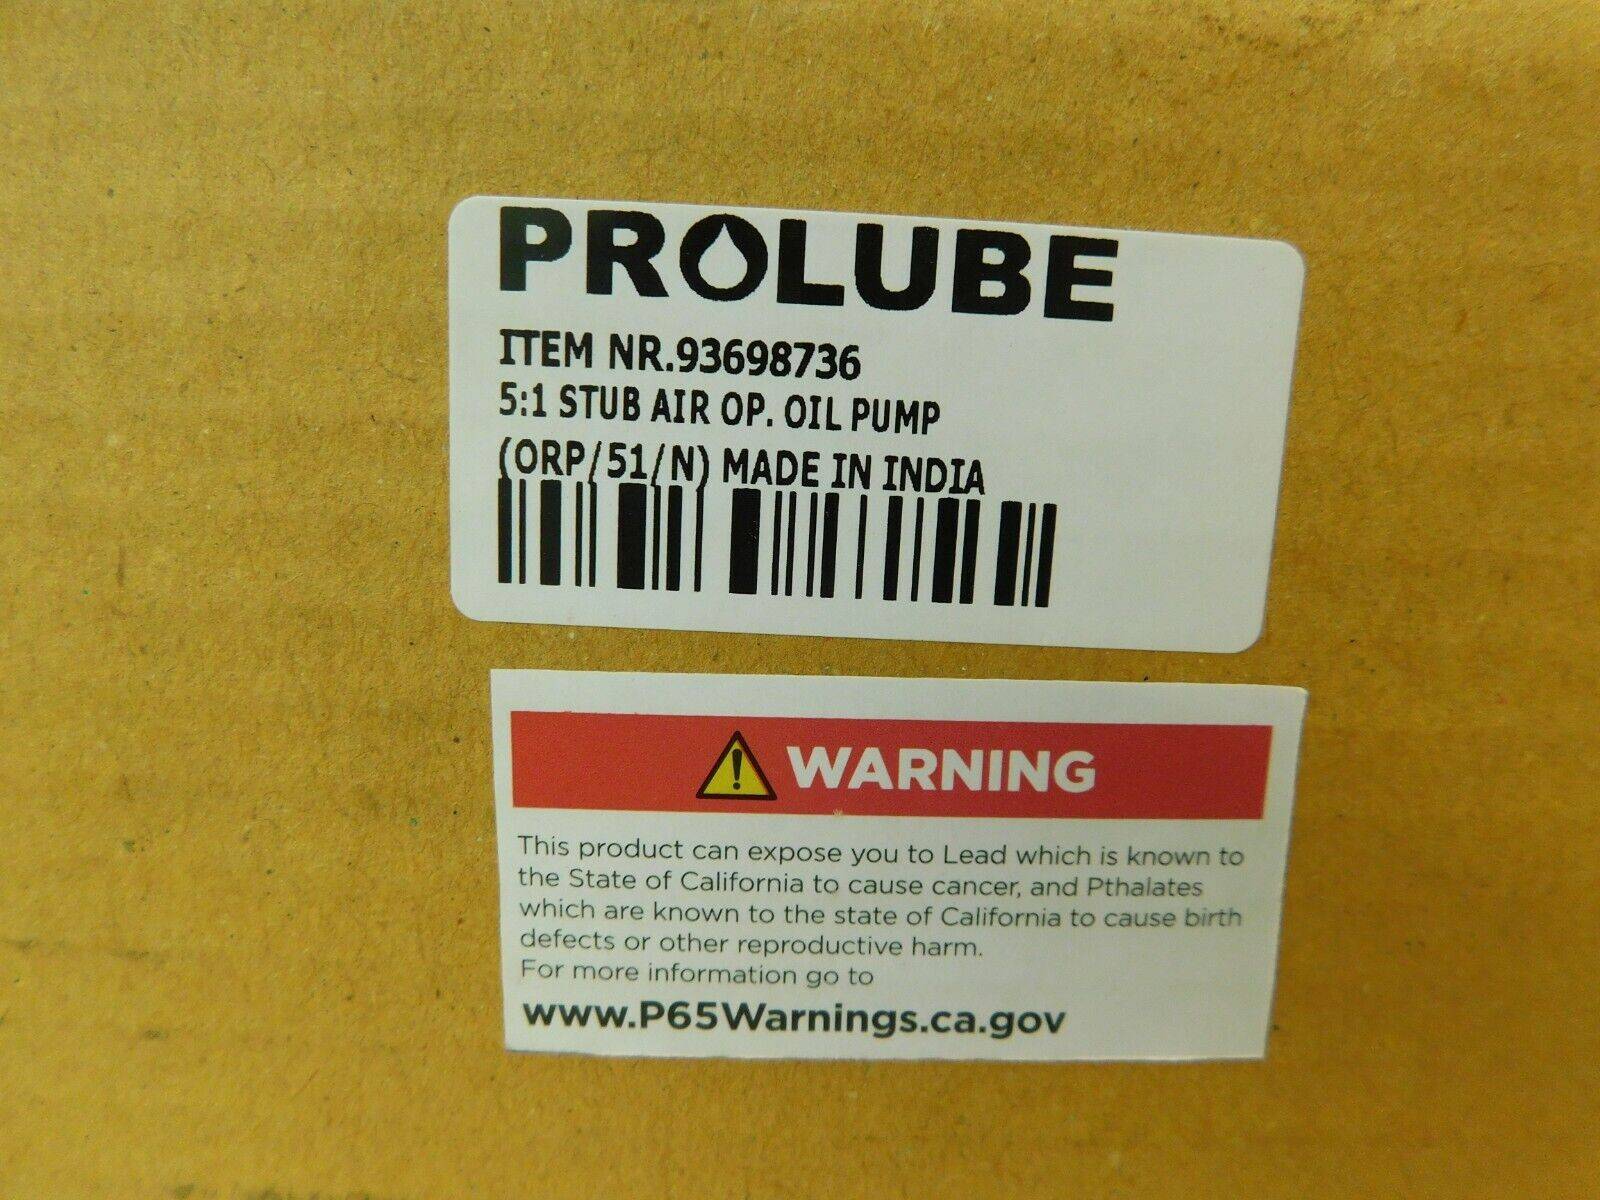 PROLUBE
ITEM NR.93698736
5:1 STUB AIR OP. OIL PUMP
(ORP/51/N) MADE IN INDIA
WARNING
This product can expose you to Lead which is known to
the State of California to cause cancer, and Pthalates
which are known to the state of California to cause birth
defects or other reproductive harm.
For more information go to
www.P65Warnings.ca.gov